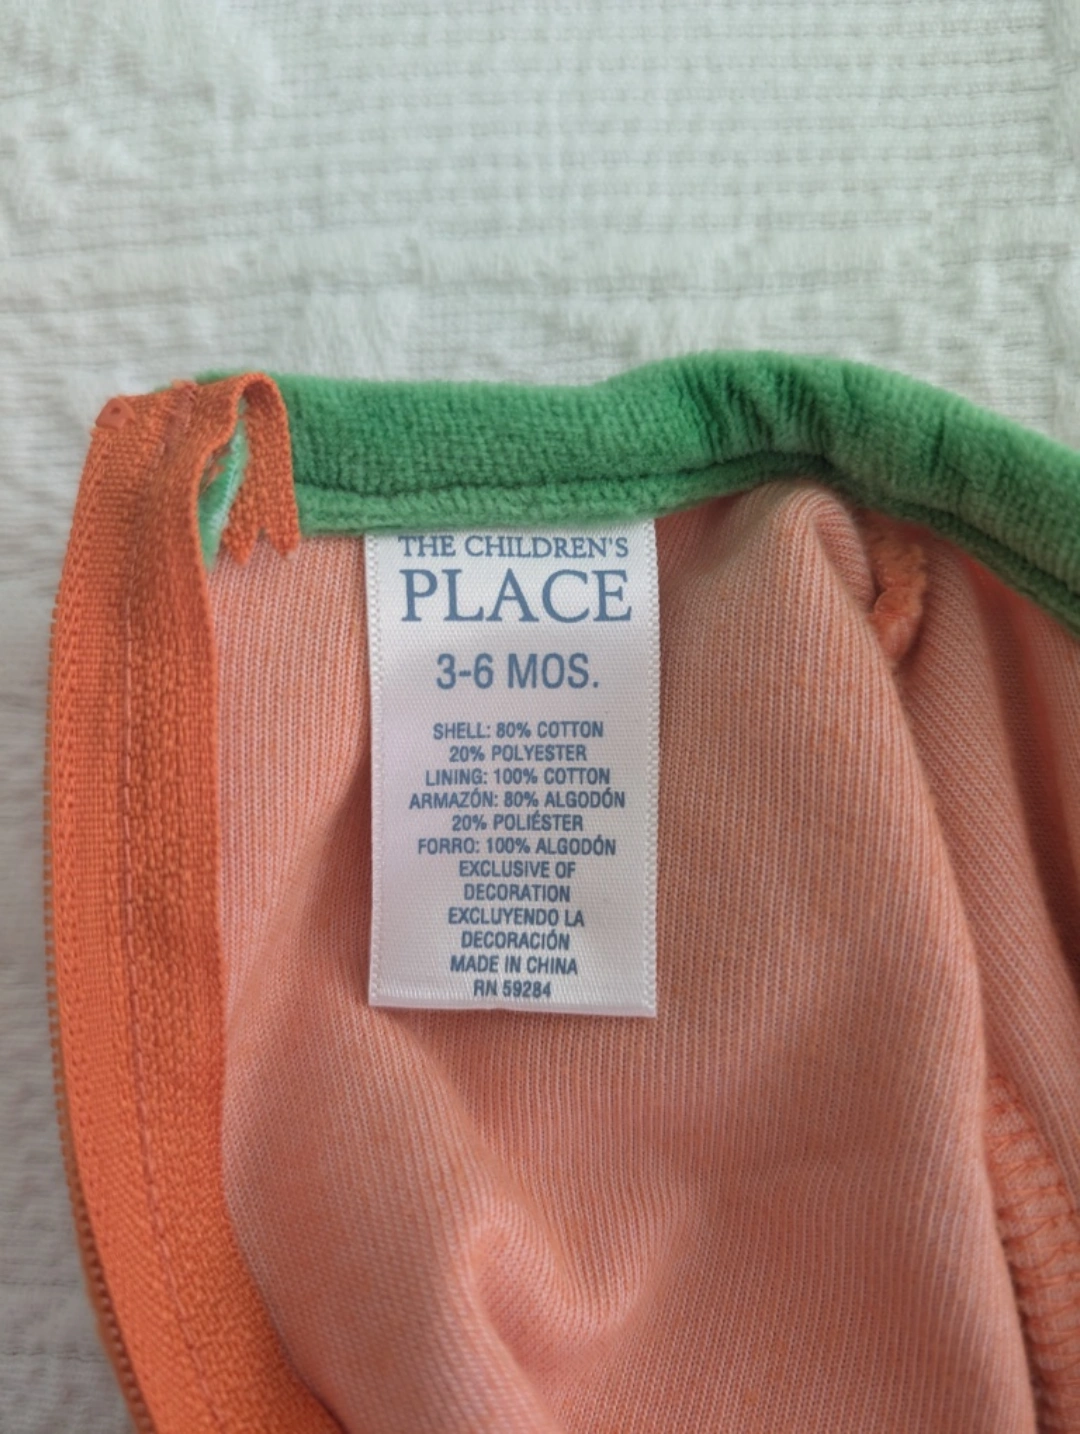 THE CHILDREN'S
PLACE
3-6 MOS.
SHELL: 80% COTTON
20% POLYESTER
LINING: 100% COTTON
ARMAZÓN: 80% ALGODÓN
20% POLIÉSTER
FORRO: 100% ALGODÓN
EXCLUSIVE OF
DECORATION
EXCLUYENDO LA
DECORACIÓN
MADE IN CHINA
RN 59284